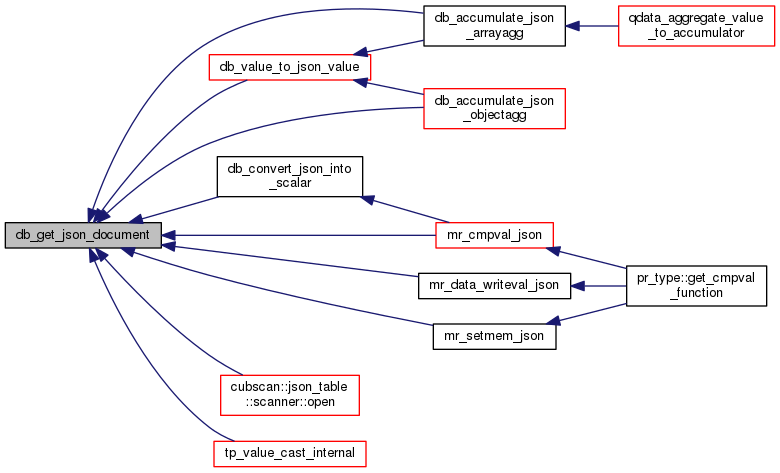 db_accumulate_json
_arrayagg
qdata_aggregate_value
_to_accumulator
db_value_to_json_value
db_accumulate_json
_objectagg
db_convert_json_into
_scalar
db_get_json_document
mr_cmpval_json
mr_data_writeval_json
pr_type::get_cmpval
_function
mr_setmem_json
cubscan::json_table
::scanner::open
tp_value_cast_internal